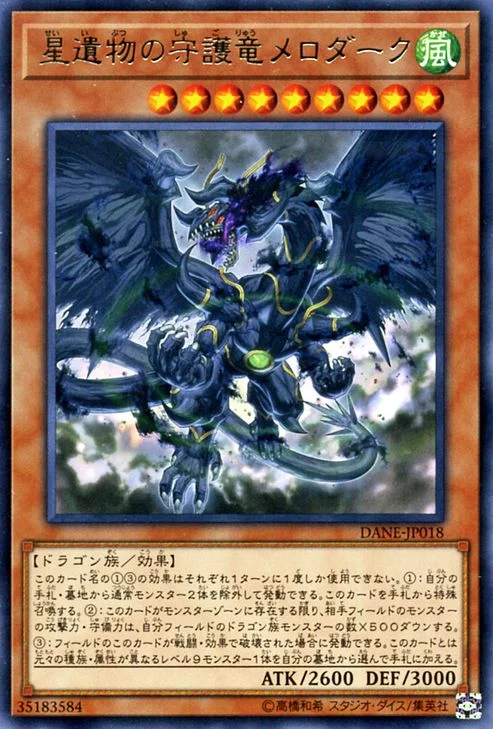 星遺物の守護竜メロダーク
風
DANE-JP018
【ドラゴン族／効果】
このカード名の①③の効果はそれぞれ1ターンに1度しか使用できない。①：自分の
手札・墓地から通常モンスター2体を除外して発動できる。このカードを手札から特殊
召喚する。②：このカードがモンスターゾーンに存在する限り、相手フィールドのモンスター
の攻撃力・守備力は、自分フィールドのドラゴン族モンスターの数×500ダウンする。
③：フィールドのこのカードが戦闘・効果で破壊された場合に発動できる。このカードとは
元々の種族・属性が異なるレベル9モンスター1体を自分の墓地から選んで手札に加える。
ATK/2600 DEF/3000
35183584
©高橋和希 スタジオ・ダイス/集英社